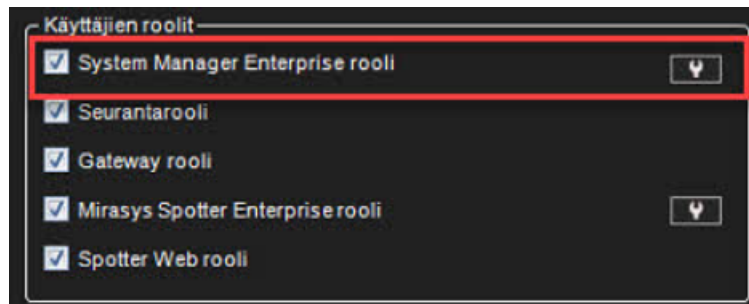 Käyttäjien roolit
System Manager Enterprise rooli
Seurantarooli
Gateway rooli
Mirasys Spotter Enterprise rooli
Spotter Web rooli